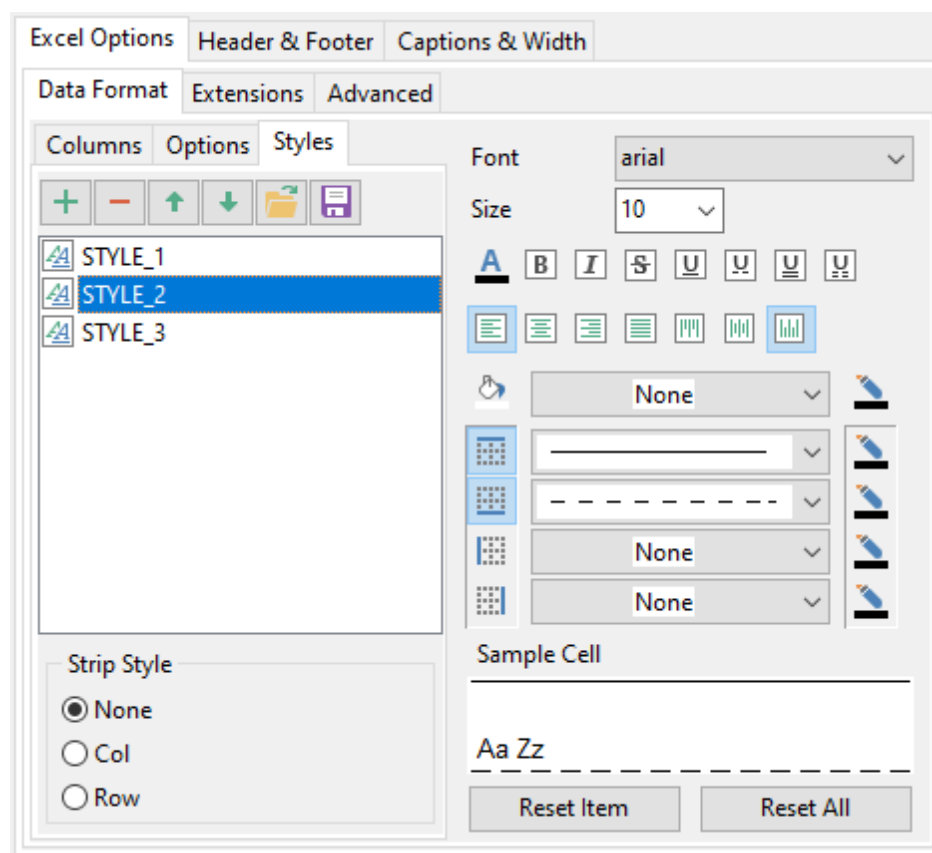 Excel Options Header & Footer Captions & Width
Data Format Extensions Advanced
Columns Options Styles
STYLE_1
STYLE_2
STYLE_3
Strip Style
None
Col
Row
Font arial
Size 10
A B I S U U U U
None
None
None
Sample Cell
Aa Zz
Reset Item Reset All